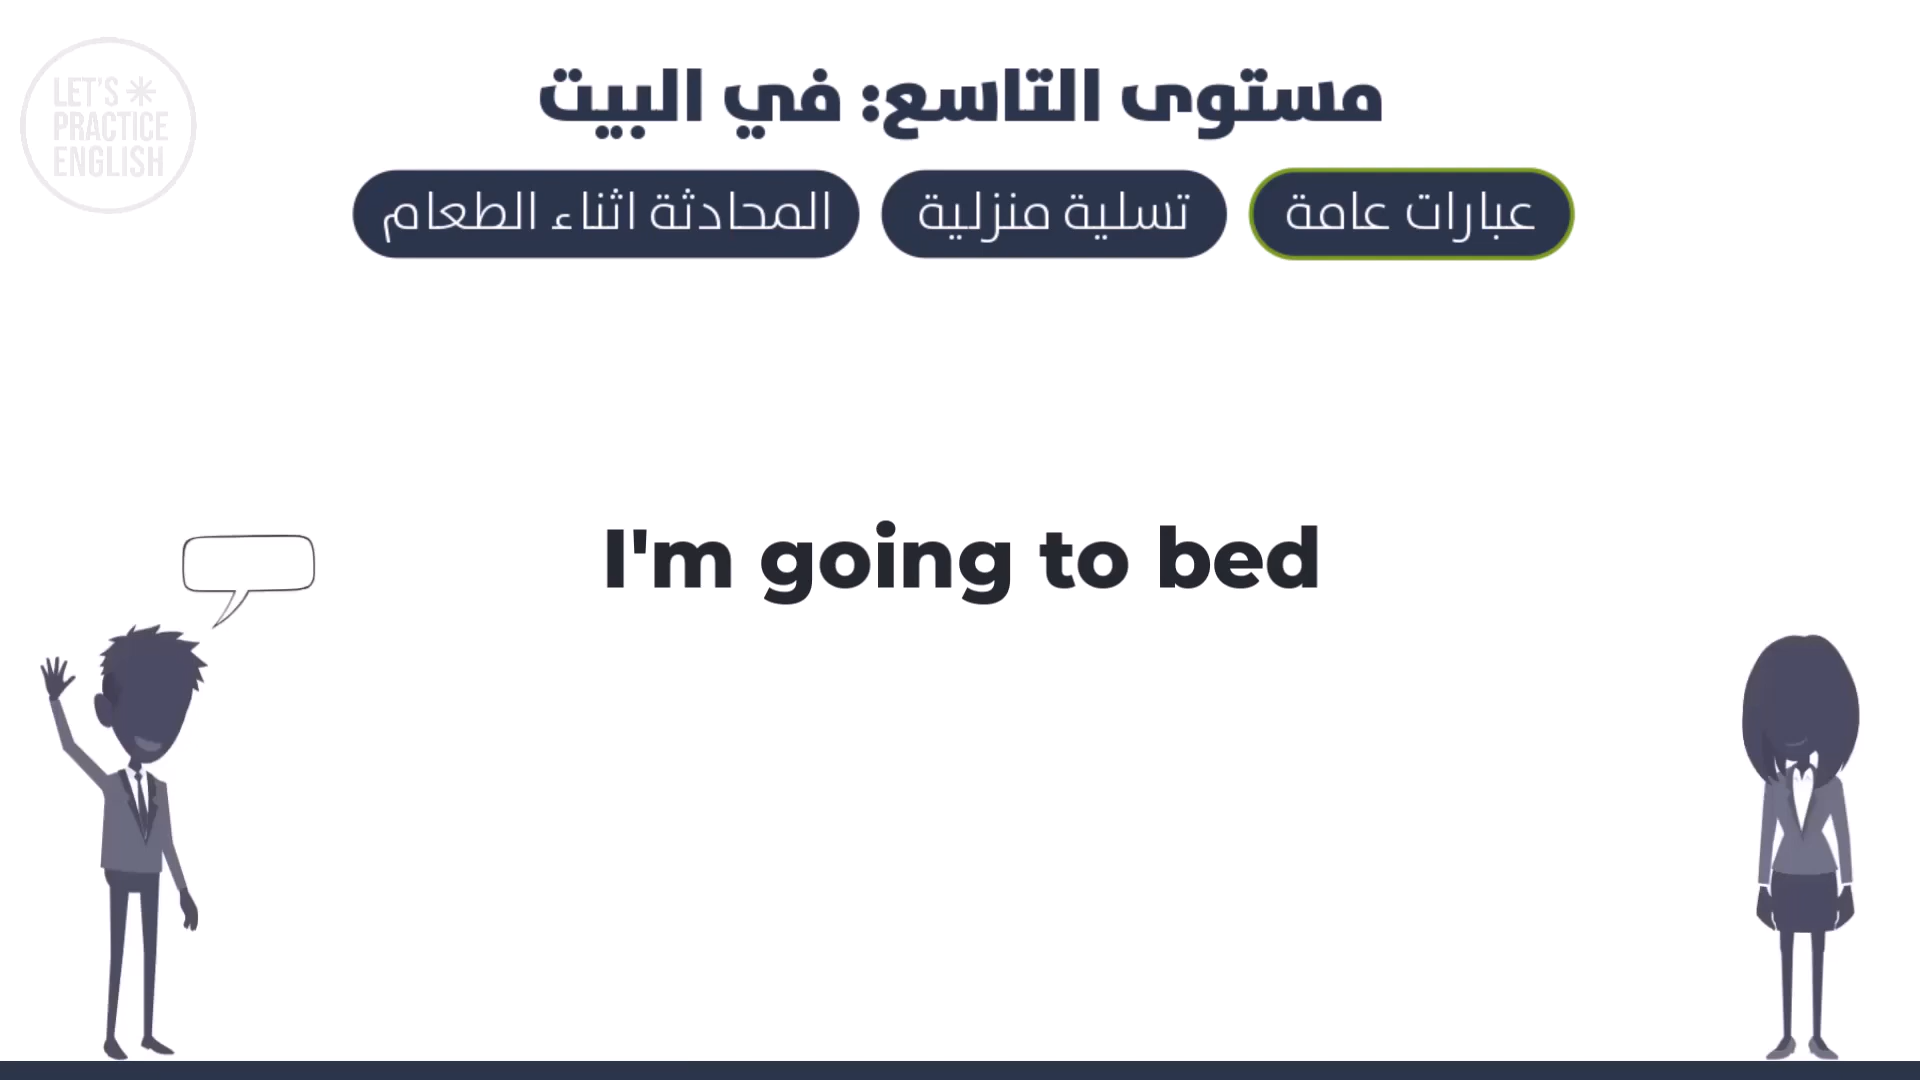 LET'S
PRACTICE
ENGLISH
مستوى التاسع: في البيت
عبارات عامة
تسلية منزلية
المحادثة اثناء الطعام
I'm going to bed